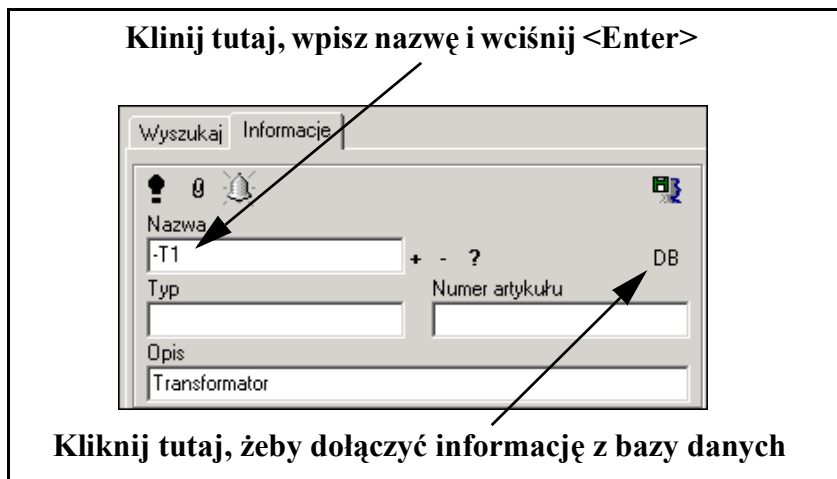 Klinij tutaj, wpisz nazwę i wciśnij <Enter>
Wyszukaj Informacje
Nazwa
-T1 + - ? DB
Typ Numer artykułu
Opis
Transformator
Kliknij tutaj, żeby dołączyć informację z bazy danych